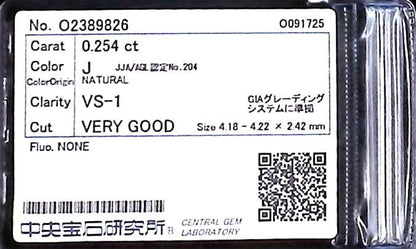 No. O2389826 O091725
Carat 0.254 ct
Color J JJA/AGL認定No.204
ColorOrigin NATURAL
Clarity VS-1 GIAグレーディング
システムに準拠
Cut VERY GOOD Size 4.18 - 4.22 × 2.42 mm
Fluo. NONE
中央宝石研究所® CENTRAL GEM
LABORATORY